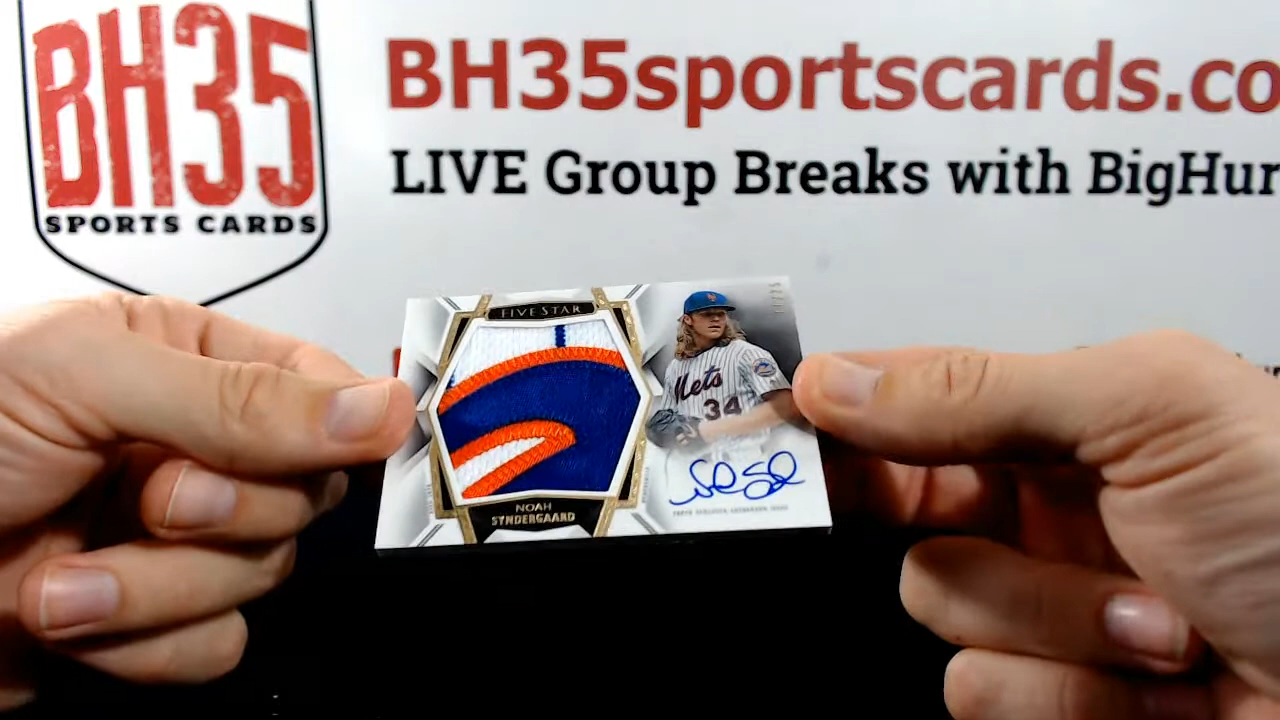 BH35
SPORTS CARDS
BH35sportscards.co
LIVE Group Breaks with BigHur
FIVE STAR
Mets
34
NOAH
SYNDERGAARD